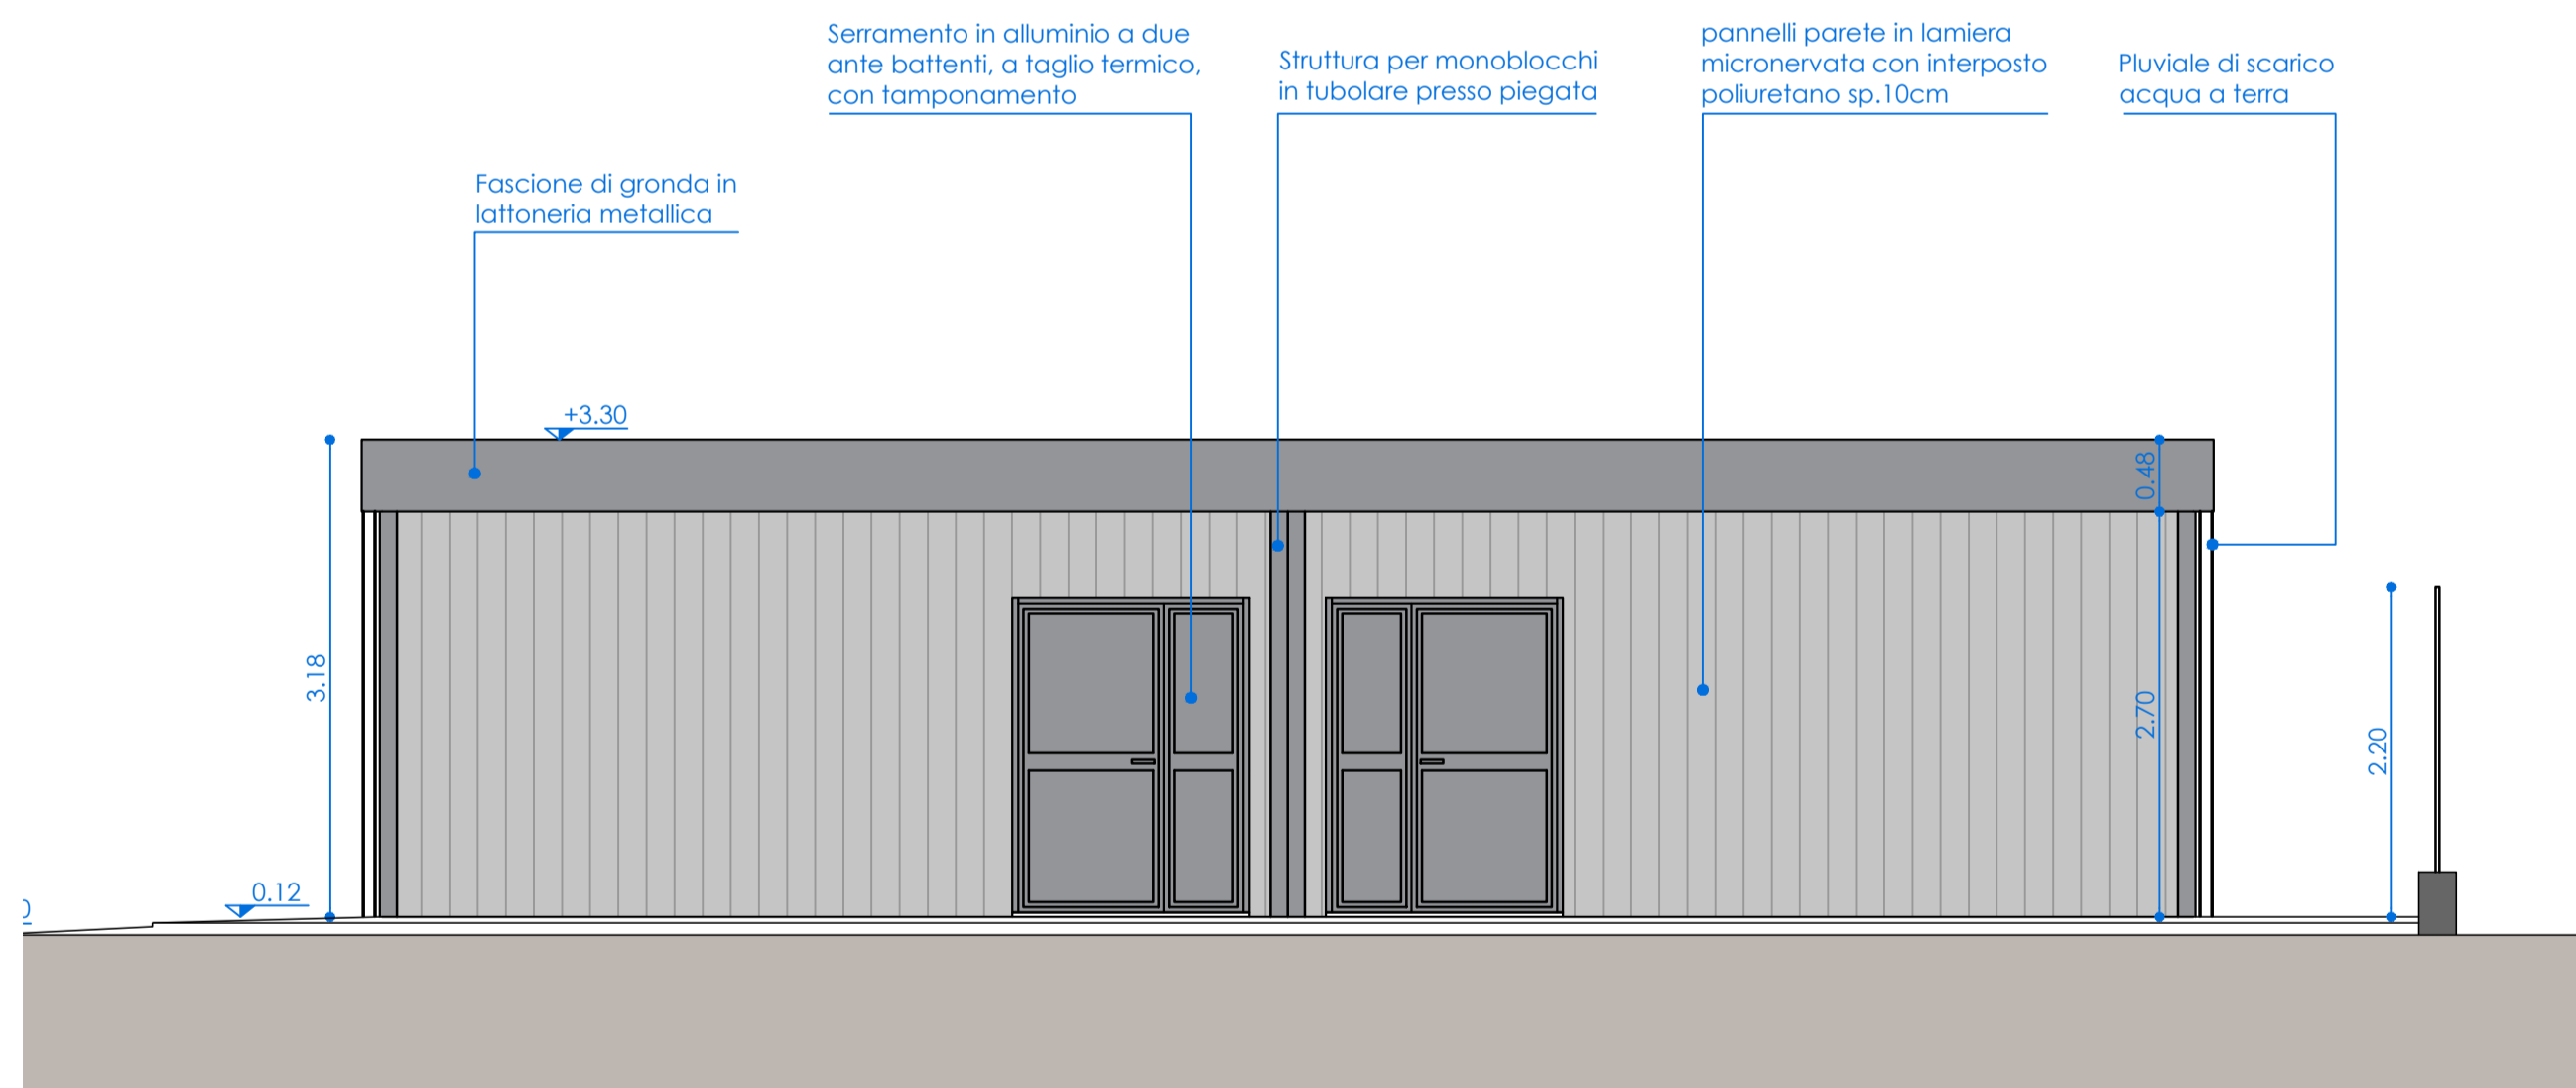 Serramento in alluminio a due
ante battenti, a taglio termico,
con tamponamento
Struttura per monoblocchi
in tubolare presso piegata
pannelli parete in lamiera
micronervata con interposto
poliuretano sp.10cm
Pluviale di scarico
acqua a terra
Fascione di gronda in
lattoneria metallica
+3.30
0.48
3.18
2.70
2.20
0.12